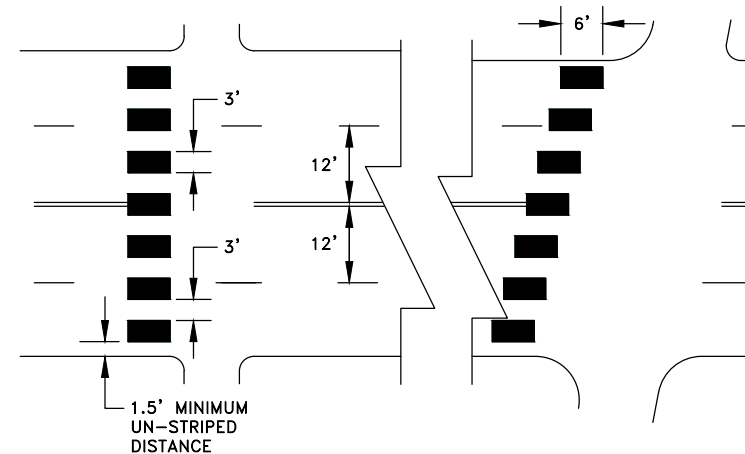 6'
3'
12'
12'
3'
1.5' MINIMUM
UN-STRIPED
DISTANCE